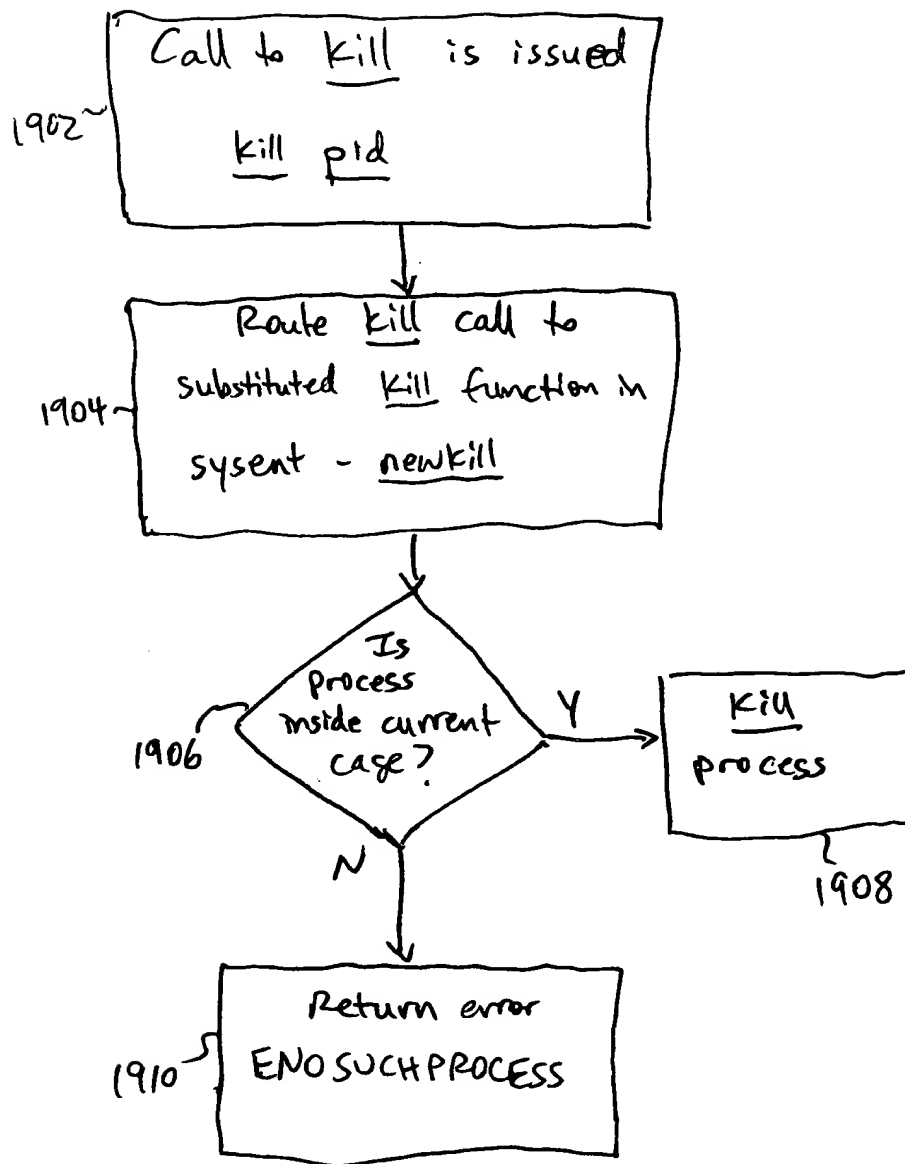 Call to kill is issued
1902
kill pid
Route kill call to
substituted kill function in
1904
sysent - newkill
Is
process
inside current
case?
1906
Y
kill
process
1908
N
Return error
ENOSUCHPROCESS
1910